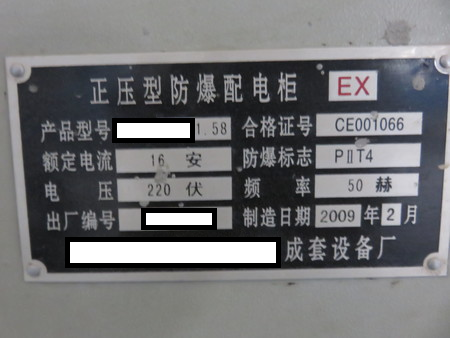 正压型防爆配电柜 EX
产品型号 1.58 合格证号 CE001066
额定电流 16 安 防爆标志 PⅡT4
电 压 220 伏 频 率 50 赫
出厂编号 制造日期 2009 年 2 月
成套设备厂